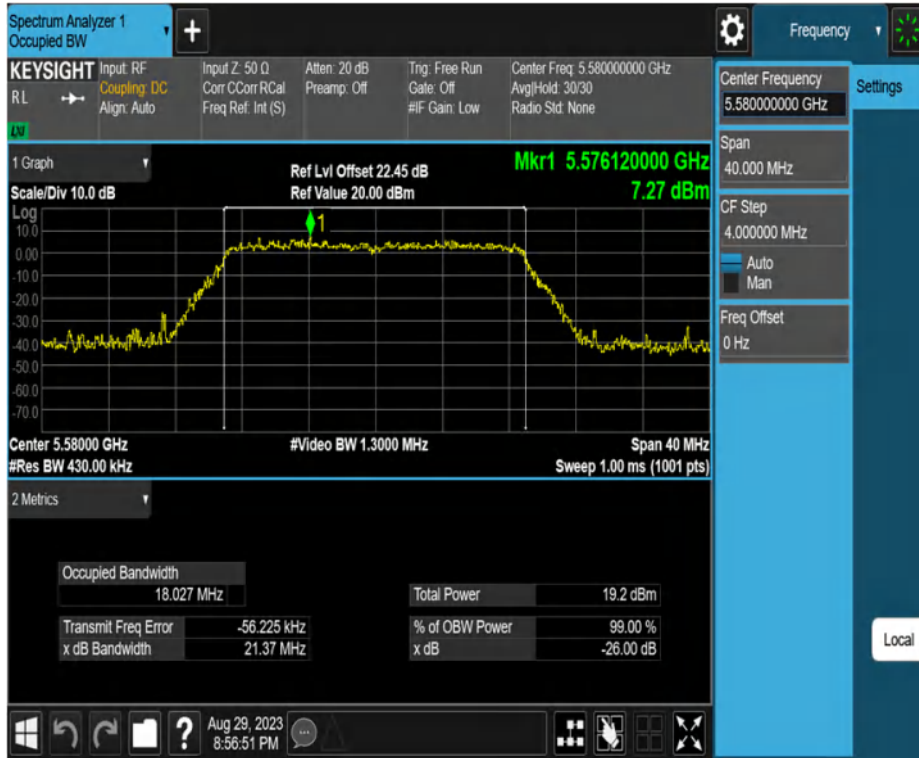 Spectrum Analyzer 1
Occupied BW
+
Frequency
KEYSIGHT
RL
LXI
Input: RF
Coupling: DC
Align: Auto
Input Z: 50 Ω
Corr CCorr RCal
Freq Ref: Int (S)
Atten: 20 dB
Preamp: Off
Trig: Free Run
Gate: Off
#IF Gain: Low
Center Freq: 5.580000000 GHz
Avg|Hold: 30/30
Radio Std: None
Center Frequency
5.580000000 GHz
Settings
Span
40.000 MHz
CF Step
4.000000 MHz
Auto
Man
Freq Offset
0 Hz
1 Graph
Scale/Div 10.0 dB
Ref Lvl Offset 22.45 dB
Ref Value 20.00 dBm
Mkr1 5.576120000 GHz
7.27 dBm
Log
10.0
0.00
-10.0
-20.0
-30.0
-40.0
-50.0
-60.0
-70.0
1
Center 5.58000 GHz
#Video BW 1.3000 MHz
Span 40 MHz
#Res BW 430.00 kHz
Sweep 1.00 ms (1001 pts)
2 Metrics
Occupied Bandwidth
18.027 MHz
Total Power 19.2 dBm
Transmit Freq Error -56.225 kHz
% of OBW Power 99.00 %
x dB Bandwidth 21.37 MHz
x dB -26.00 dB
Local
?
Aug 29, 2023
8:56:51 PM